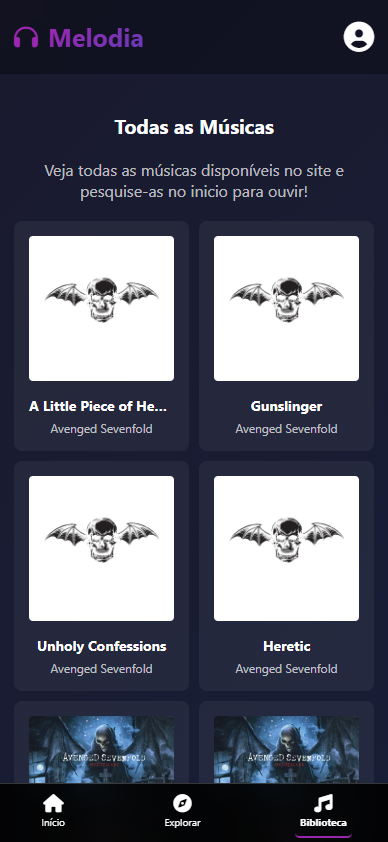 Melodia
Todas as Músicas
Veja todas as músicas disponíveis no site e
pesquise-as no inicio para ouvir!
A Little Piece of He...
Avenged Sevenfold
Gunslinger
Avenged Sevenfold
Unholy Confessions
Avenged Sevenfold
Heretic
Avenged Sevenfold
AVENGED SEVENFOLD
AVENGED SEVENFOLD
Início
Explorar
Biblioteca